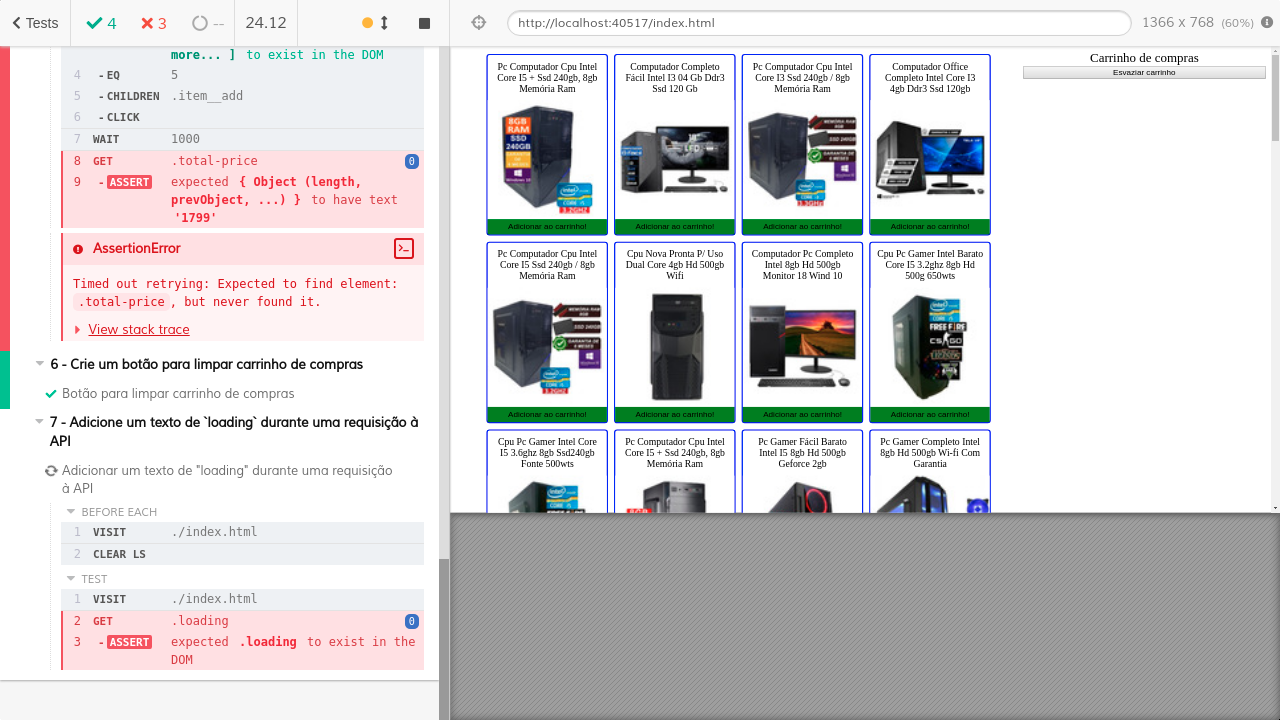 Tests
4
3
--
24.12
http://localhost:40517/index.html
1366 x 768 (60%)
more... ] to exist in the DOM
4 - EQ 5
5 - CHILDREN .item__add
6 - CLICK
7 WAIT 1000
8 GET .total-price 0
9 - ASSERT expected { Object (length,
prevObject, ...) } to have text
'1799'
AssertionError
Timed out retrying: Expected to find element:
.total-price , but never found it.
View stack trace
6 - Crie um botão para limpar carrinho de compras
Botão para limpar carrinho de compras
7 - Adicione um texto de `loading` durante uma requisição à
API
Adicionar um texto de "loading" durante uma requisição
à API
BEFORE EACH
1 VISIT ./index.html
2 CLEAR LS
TEST
1 VISIT ./index.html
2 GET .loading 0
3 - ASSERT expected .loading to exist in the
DOM
Pc Computador Cpu Intel
Core I5 + Ssd 240gb, 8gb
Memória Ram
Adicionar ao carrinho!
Computador Completo
Fácil Intel I3 04 Gb Ddr3
Ssd 120 Gb
Adicionar ao carrinho!
Pc Computador Cpu Intel
Core I3 Ssd 240gb / 8gb
Memória Ram
Adicionar ao carrinho!
Computador Office
Completo Intel Core I3
4gb Ddr3 Ssd 120gb
Adicionar ao carrinho!
Carrinho de compras
Esvaziar carrinho
Pc Computador Cpu Intel
Core I5 Ssd 240gb / 8gb
Memória Ram
Adicionar ao carrinho!
Cpu Nova Pronta P/ Uso
Dual Core 4gb Hd 500gb
Wifi
Adicionar ao carrinho!
Computador Pc Completo
Intel 8gb Hd 500gb
Monitor 18 Wind 10
Adicionar ao carrinho!
Cpu Pc Gamer Intel Barato
Core I5 3.2ghz 8gb Hd
500g 650wts
FREE FIRE
CS:GO
Adicionar ao carrinho!
Cpu Pc Gamer Intel Core
I5 3.6ghz 8gb Ssd240gb
Fonte 500wts
Pc Computador Cpu Intel
Core I5 + Ssd 240gb, 8gb
Memória Ram
Pc Gamer Fácil Barato
Intel I5 8gb Hd 500gb
Geforce 2gb
Pc Gamer Completo Intel
8gb Hd 500gb Wi-fi Com
Garantia